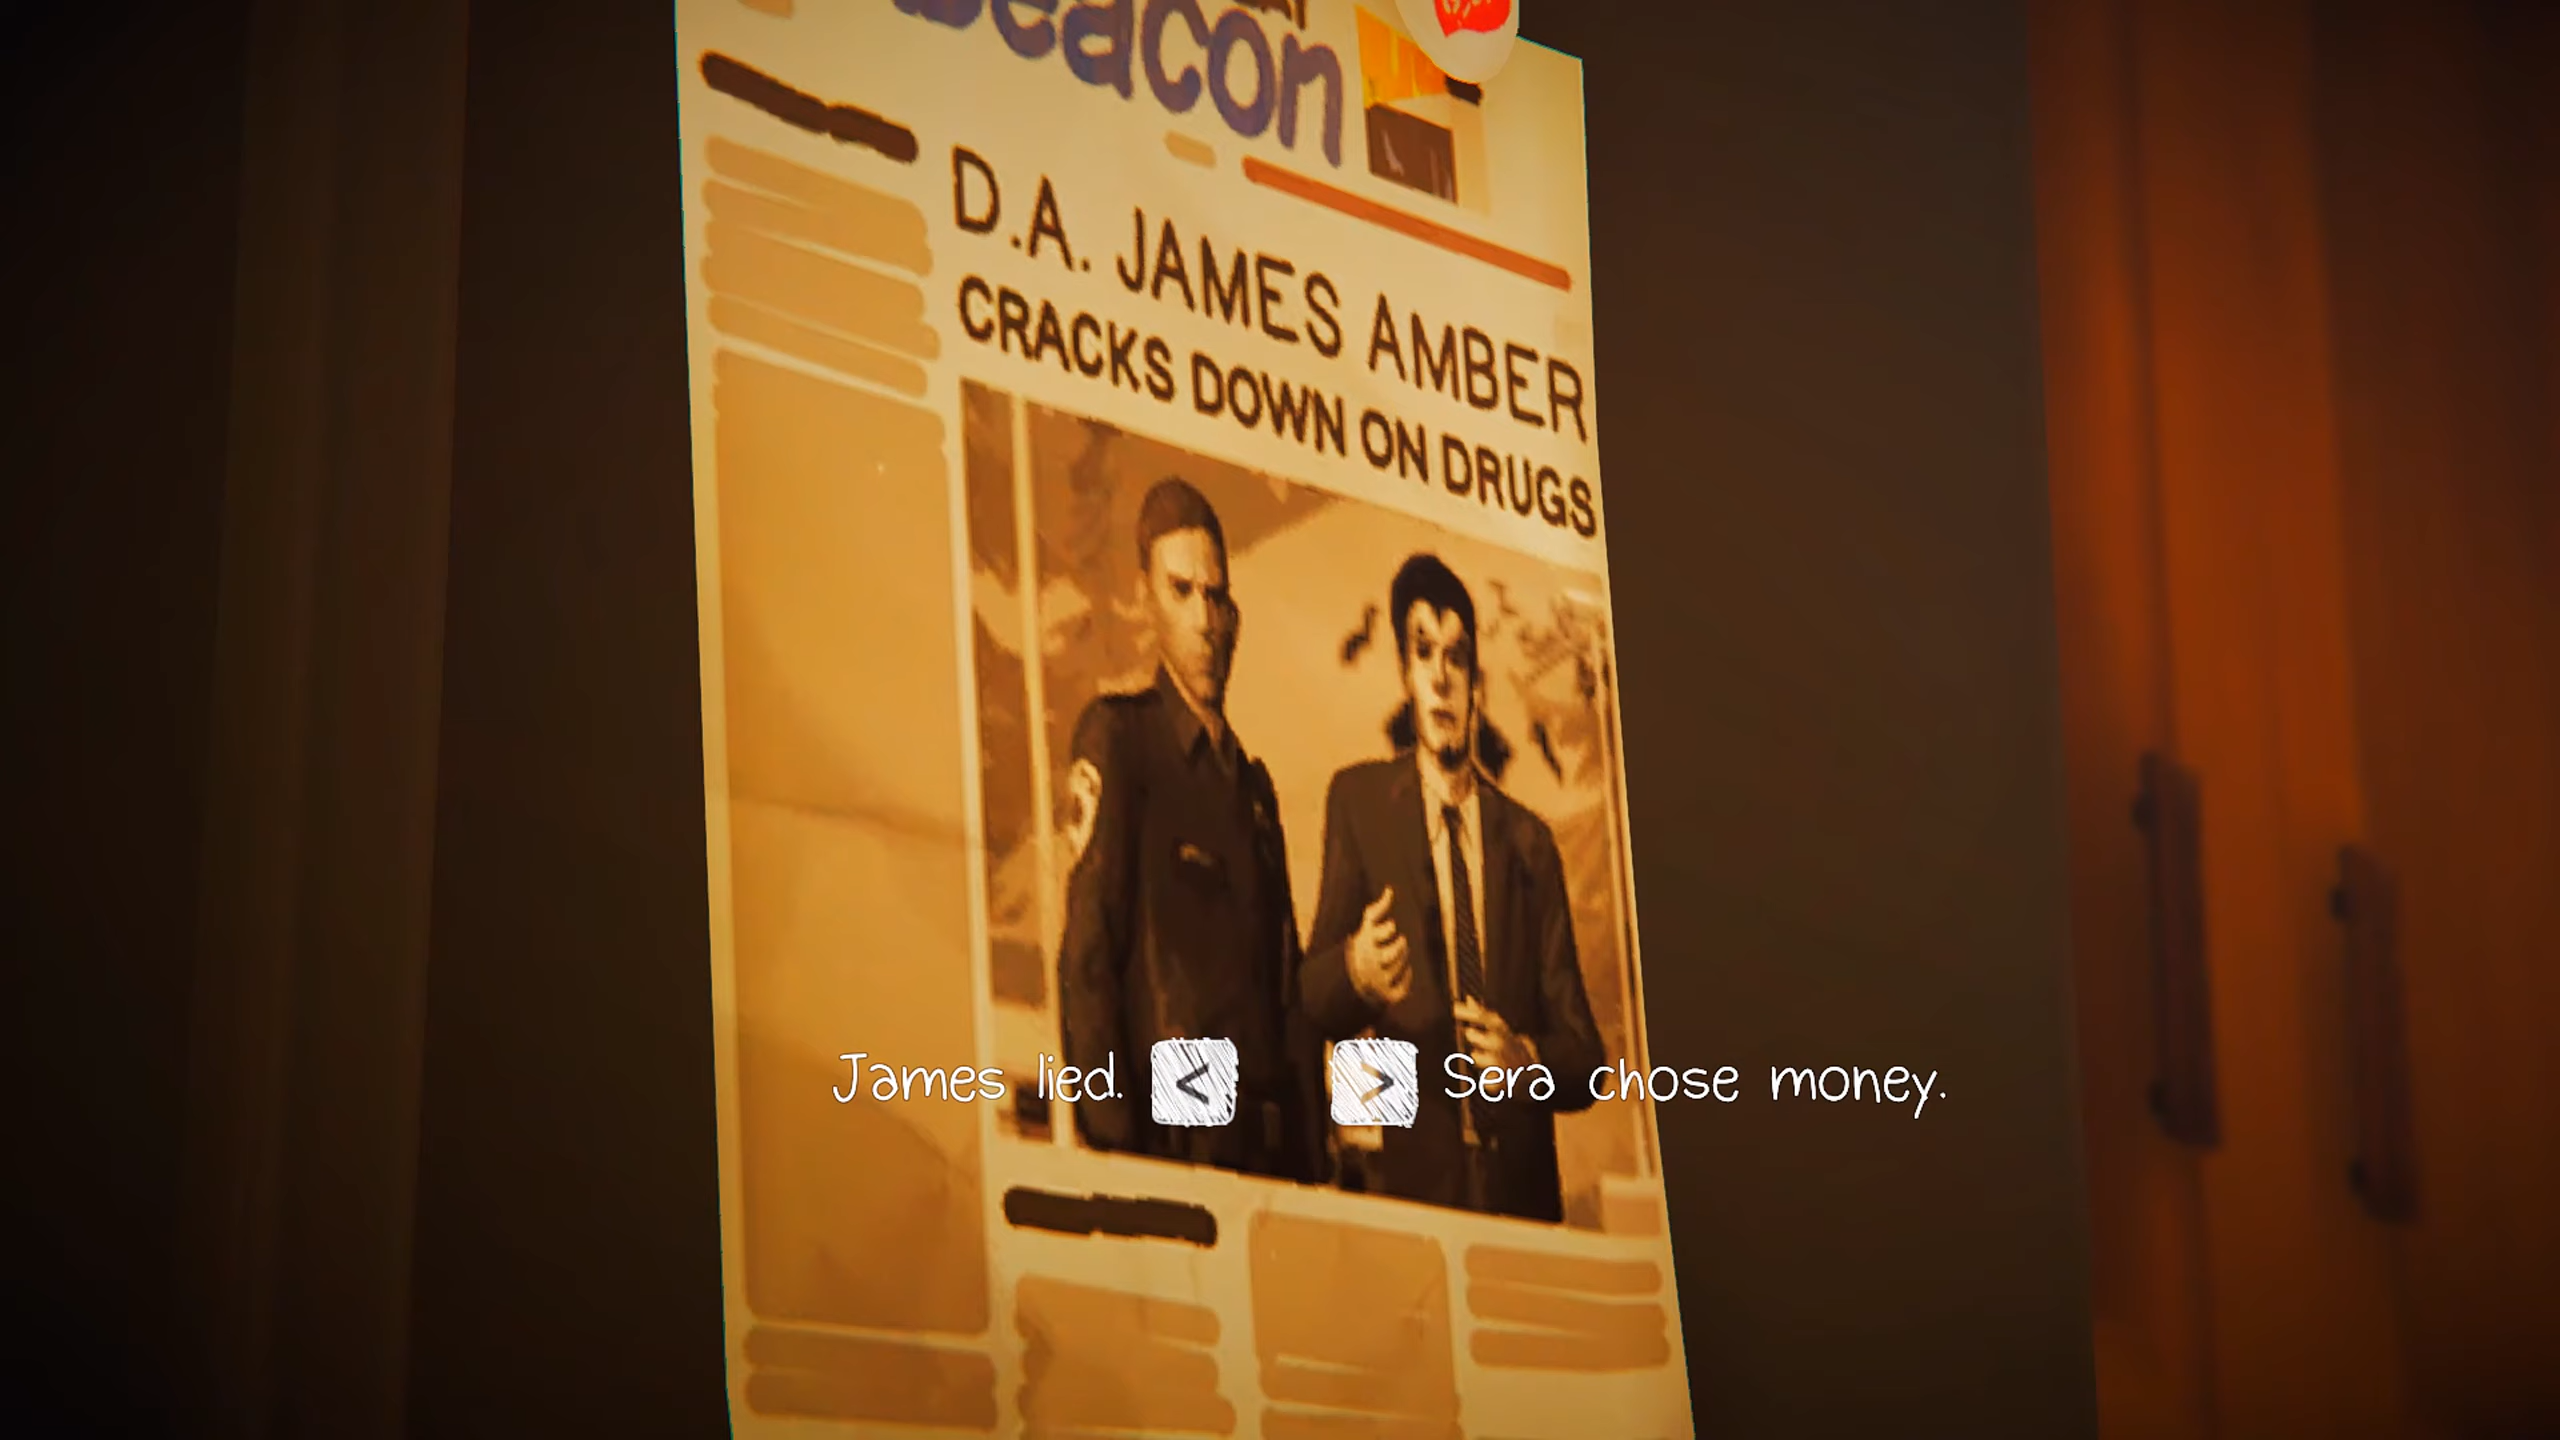 Beacon
D.A. JAMES AMBER
CRACKS DOWN ON DRUGS
James lied. < > Sera chose money.